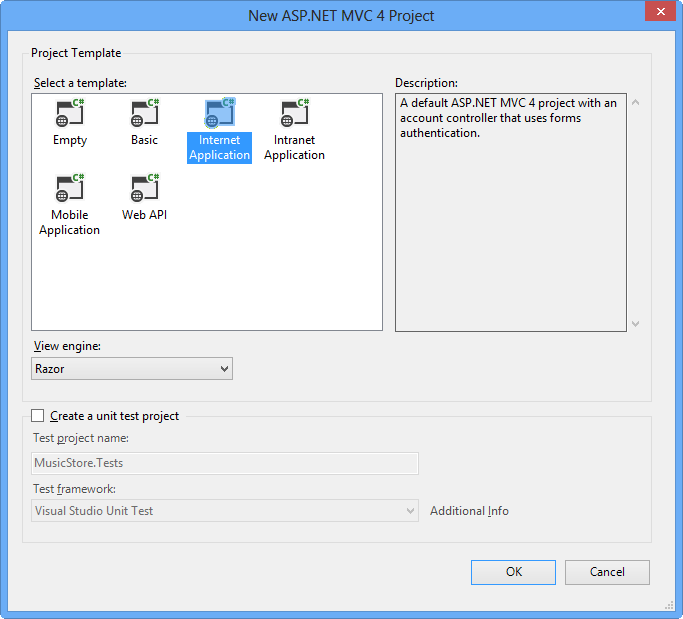 New ASP.NET MVC 4 Project
Project Template
Select a template:
C# C# C# C#
Empty Basic Internet Application Intranet Application
C# C#
Mobile Application Web API
Description:
A default ASP.NET MVC 4 project with an
account controller that uses forms
authentication.
View engine:
Razor
Create a unit test project
Test project name:
MusicStore.Tests
Test framework:
Visual Studio Unit Test
Additional Info
OK Cancel